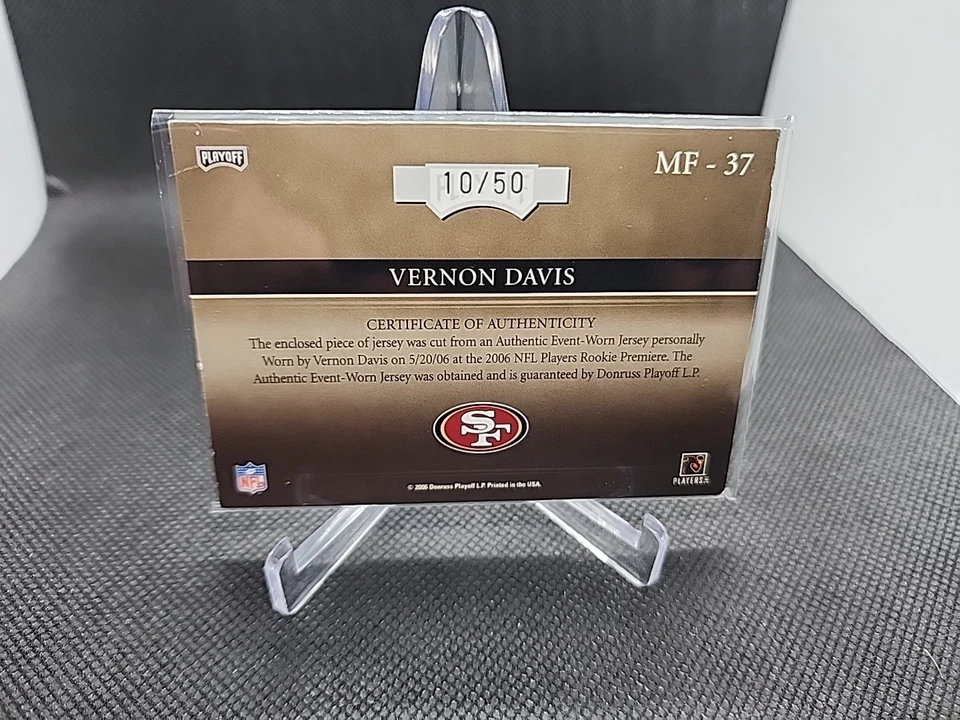 PLAYOFF
10/50
MF - 37
VERNON DAVIS
CERTIFICATE OF AUTHENTICITY
The enclosed piece of jersey was cut from an Authentic Event-Worn Jersey personally
Worn by Vernon Davis on 5/20/06 at the 2006 NFL Players Rookie Premiere. The
Authentic Event-Worn Jersey was obtained and is guaranteed by Donruss Playoff L.P.
SF
NFL
PLAYERS INC
© 2006 Donruss Playoff L.P. Printed in the USA.